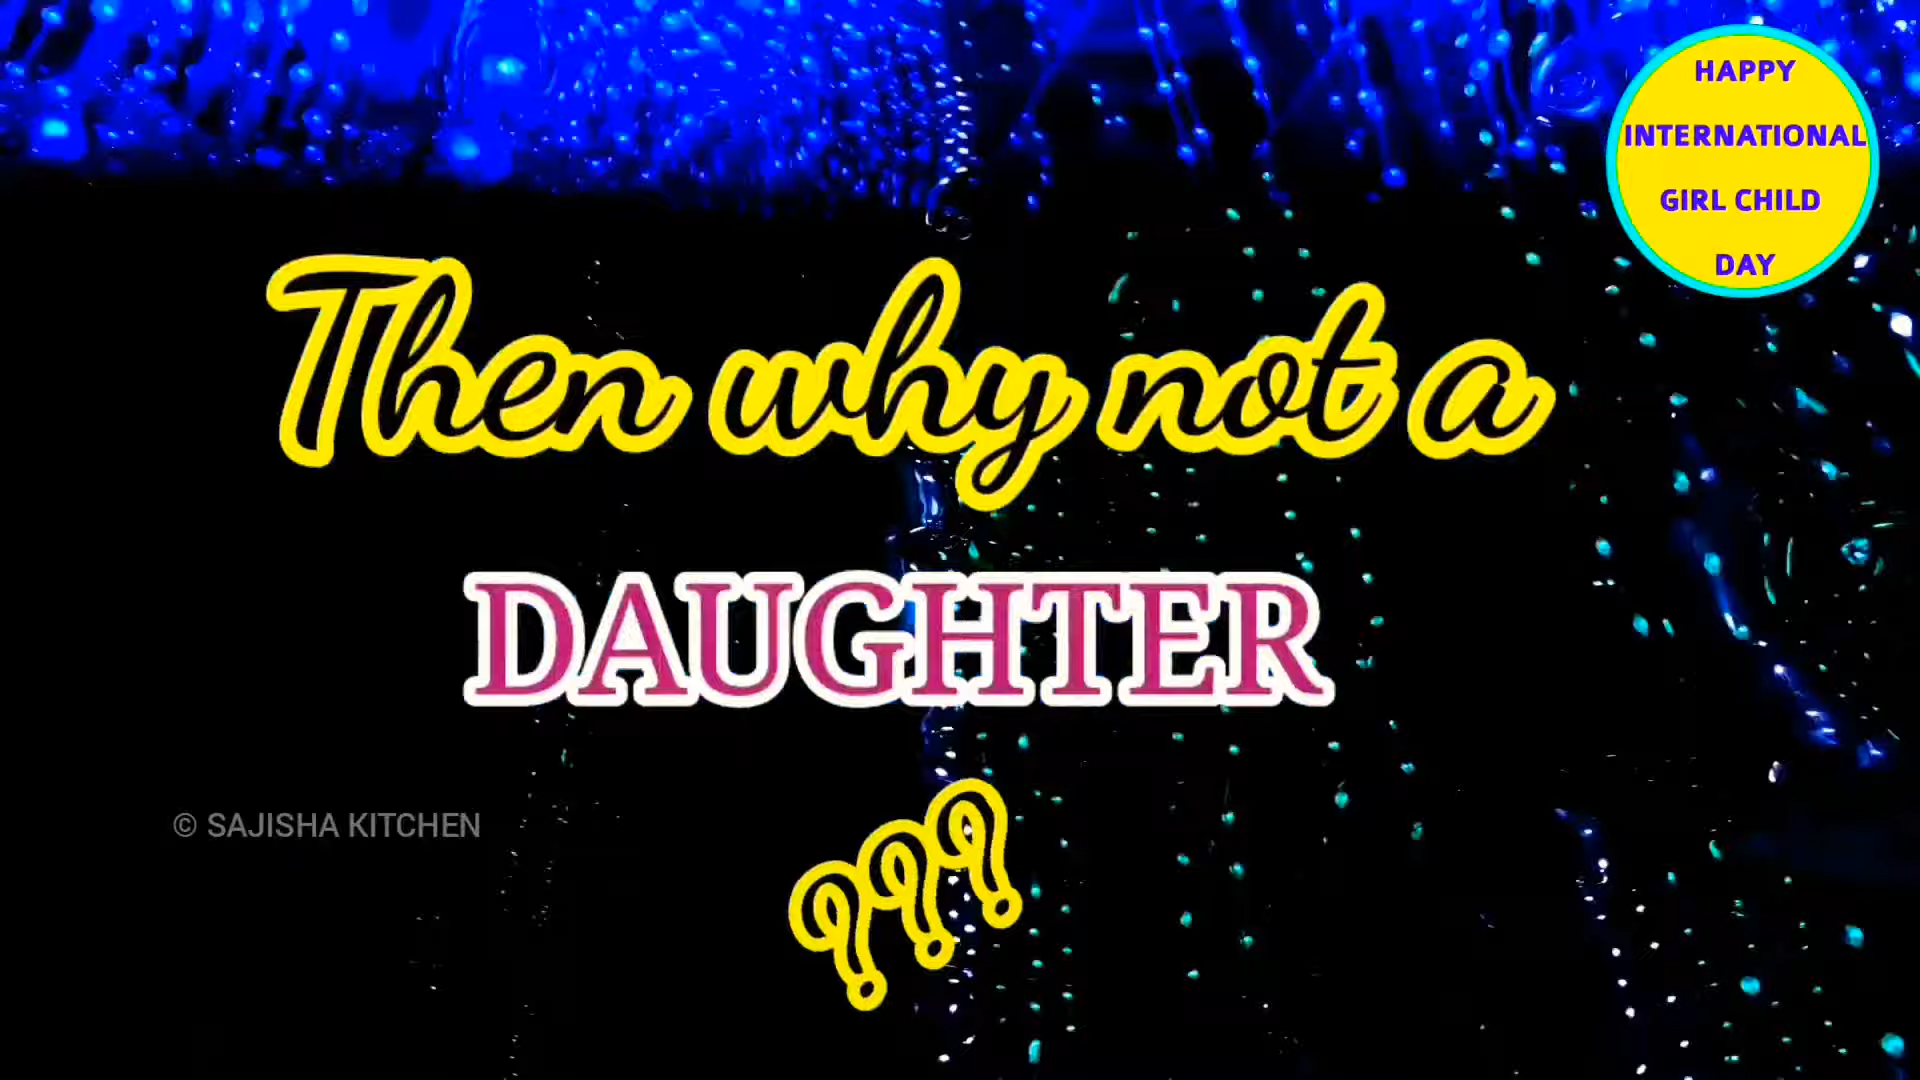 HAPPY
INTERNATIONAL
GIRL CHILD
DAY
Then why not a
DAUGHTER
???
© SAJISHA KITCHEN